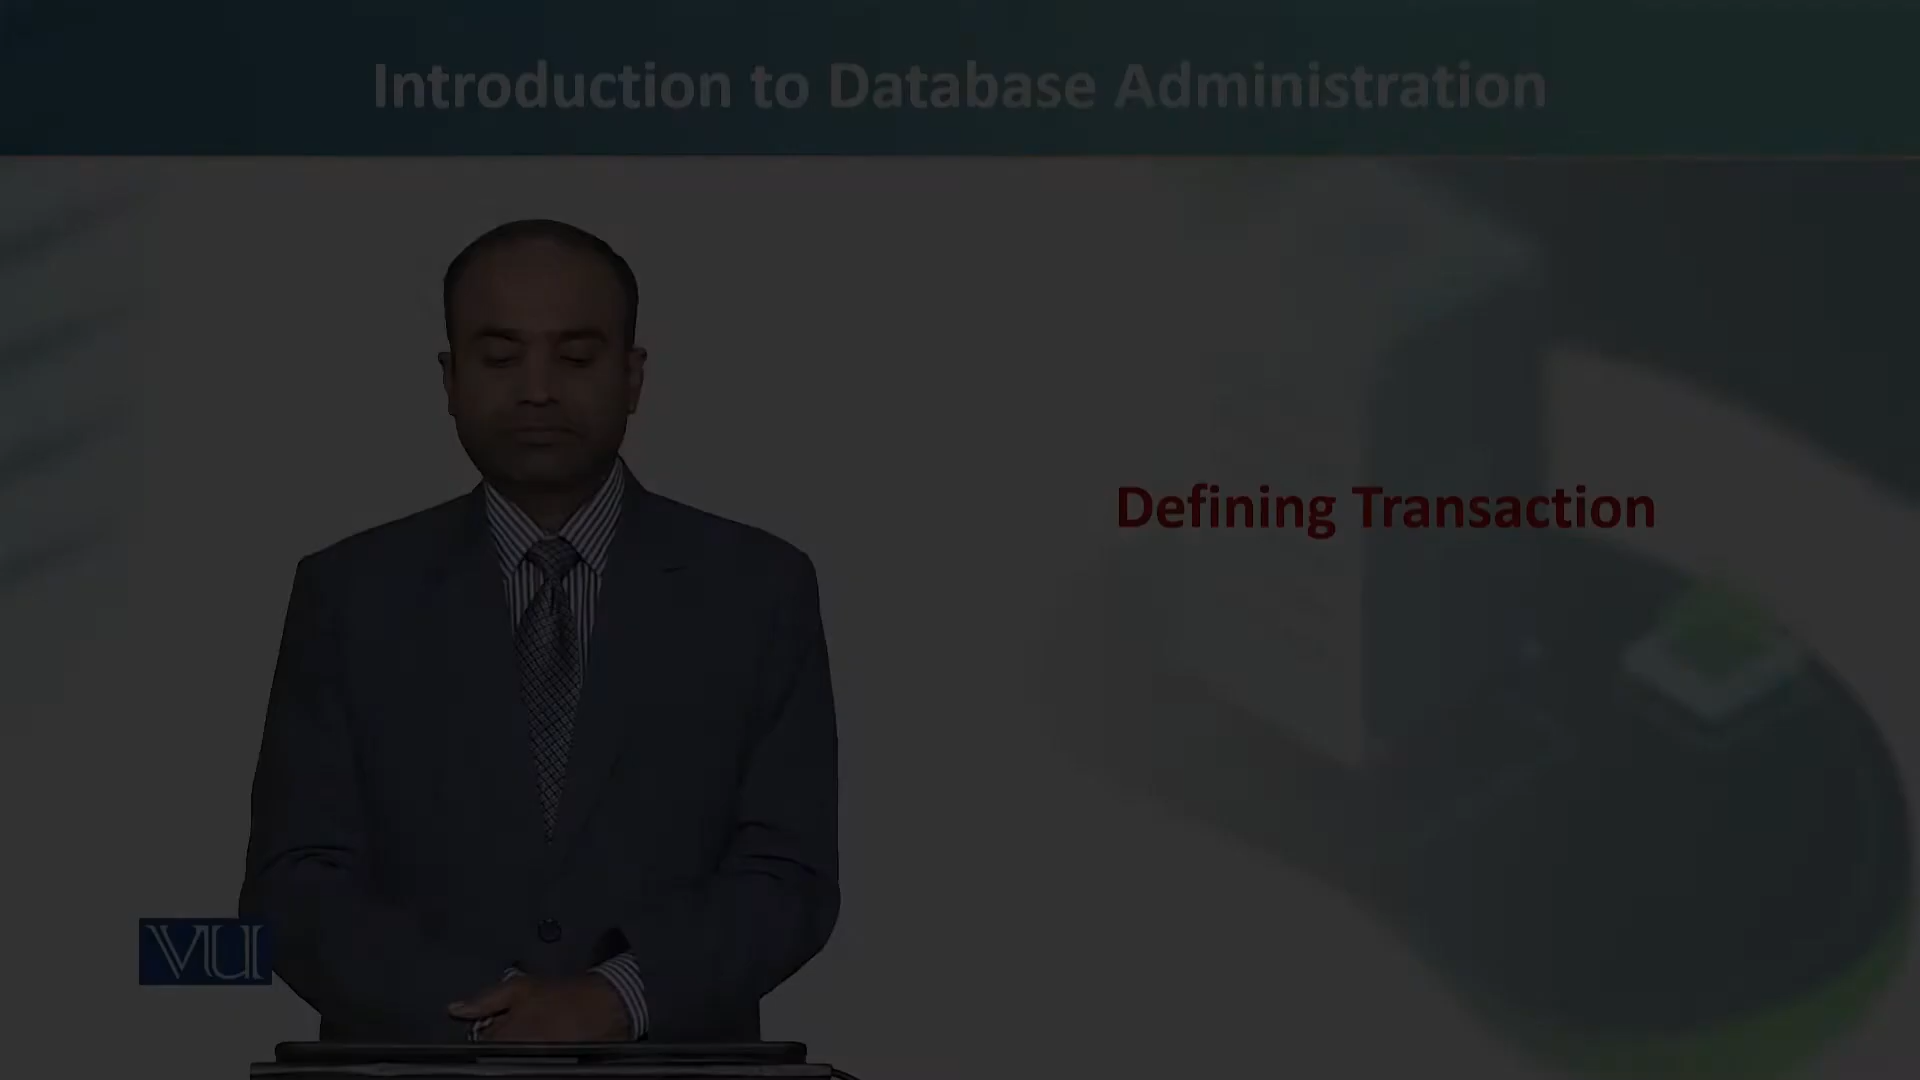 Introduction to Database Administration
Defining Transaction
VU